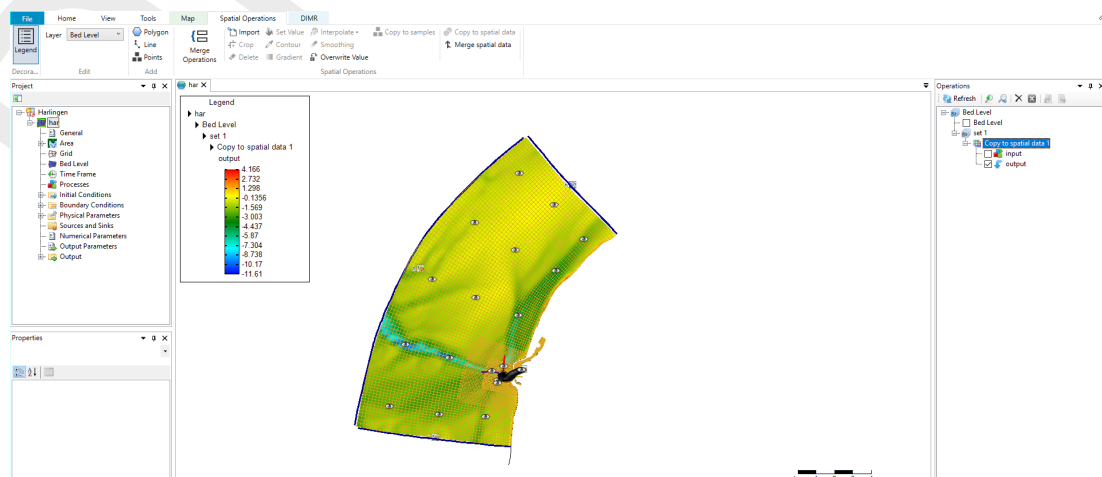 File Home View Tools Map Spatial Operations DIMR
Legend
Layer Bed Level
Polygon
Line
Points
Merge Operations
Import Set Value Interpolate Copy to samples Copy to spatial data
Crop Contour Smoothing Merge spatial data
Delete Gradient Overwrite Value
Decora... Edit Add Spatial Operations
Project
Harlingen
har
General
Area
Grid
Bed Level
Time Frame
Processes
Initial Conditions
Boundary Conditions
Physical Parameters
Sources and Sinks
Numerical Parameters
Output Parameters
Output
Properties
har
Legend
har
Bed Level
set 1
Copy to spatial data 1
output
4.166
2.732
1.298
-0.1356
-1.569
-3.003
-4.437
-5.87
-7.304
-8.738
-10.17
-11.61
Operations
Refresh
Bed Level
Bed Level
set 1
Copy to spatial data 1
input
output